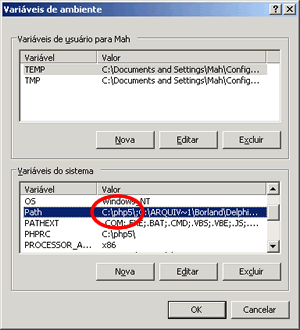 Variáveis de ambiente
Variáveis de usuário para Mah
Variável Valor
TEMP C:\Documents and Settings\Mah\Config...
TMP C:\Documents and Settings\Mah\Config...
Nova Editar Excluir
Variáveis do sistema
Variável Valor
OS Windows_NT
Path C:\php5\;C:\ARQUIV~1\Borland\Delphi...
PATHEXT .COM;.EXE;.BAT;.CMD;.VBS;.VBE;.JS;...
PHPRC C:\php5\
PROCESSOR_A... x86
Nova Editar Excluir
OK Cancelar